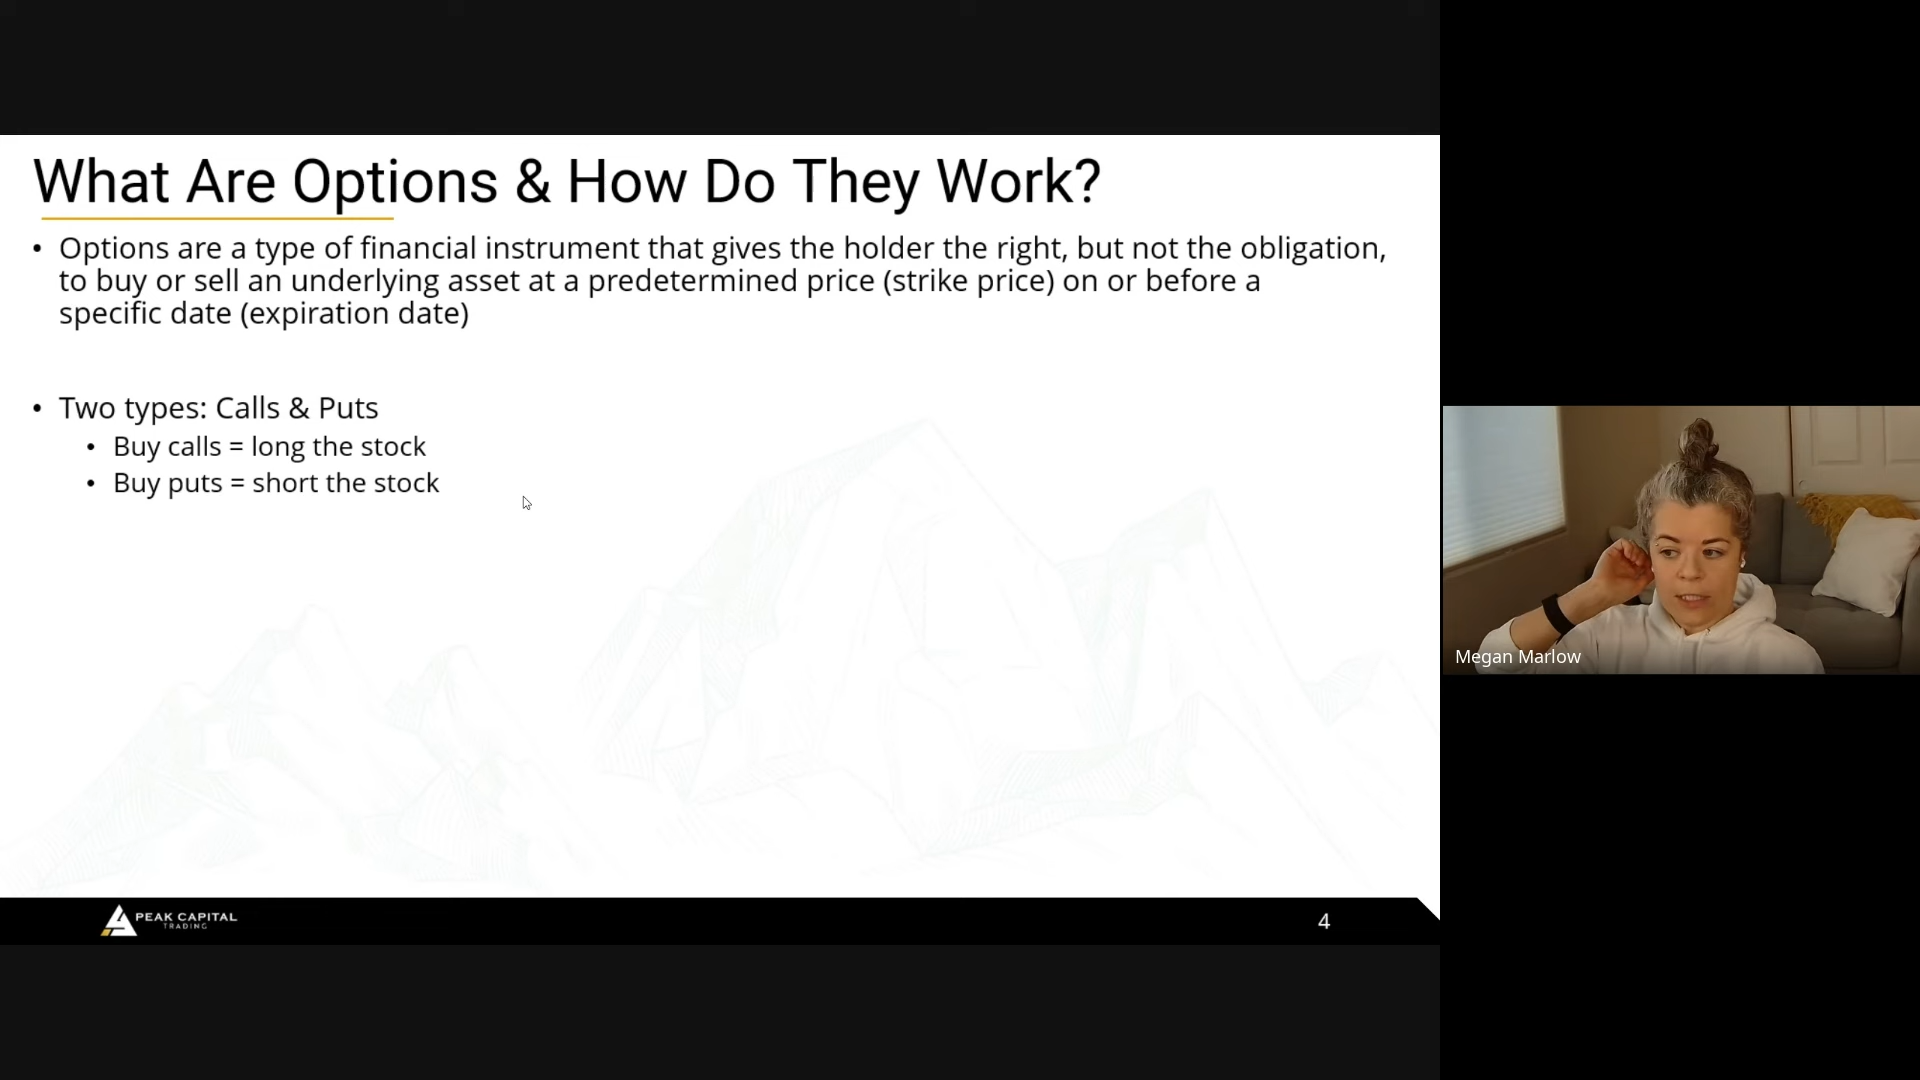 What Are Options & How Do They Work?
• Options are a type of financial instrument that gives the holder the right, but not the obligation,
to buy or sell an underlying asset at a predetermined price (strike price) on or before a
specific date (expiration date)
• Two types: Calls & Puts
• Buy calls = long the stock
• Buy puts = short the stock
Megan Marlow
PEAK CAPITAL
TRADING
4